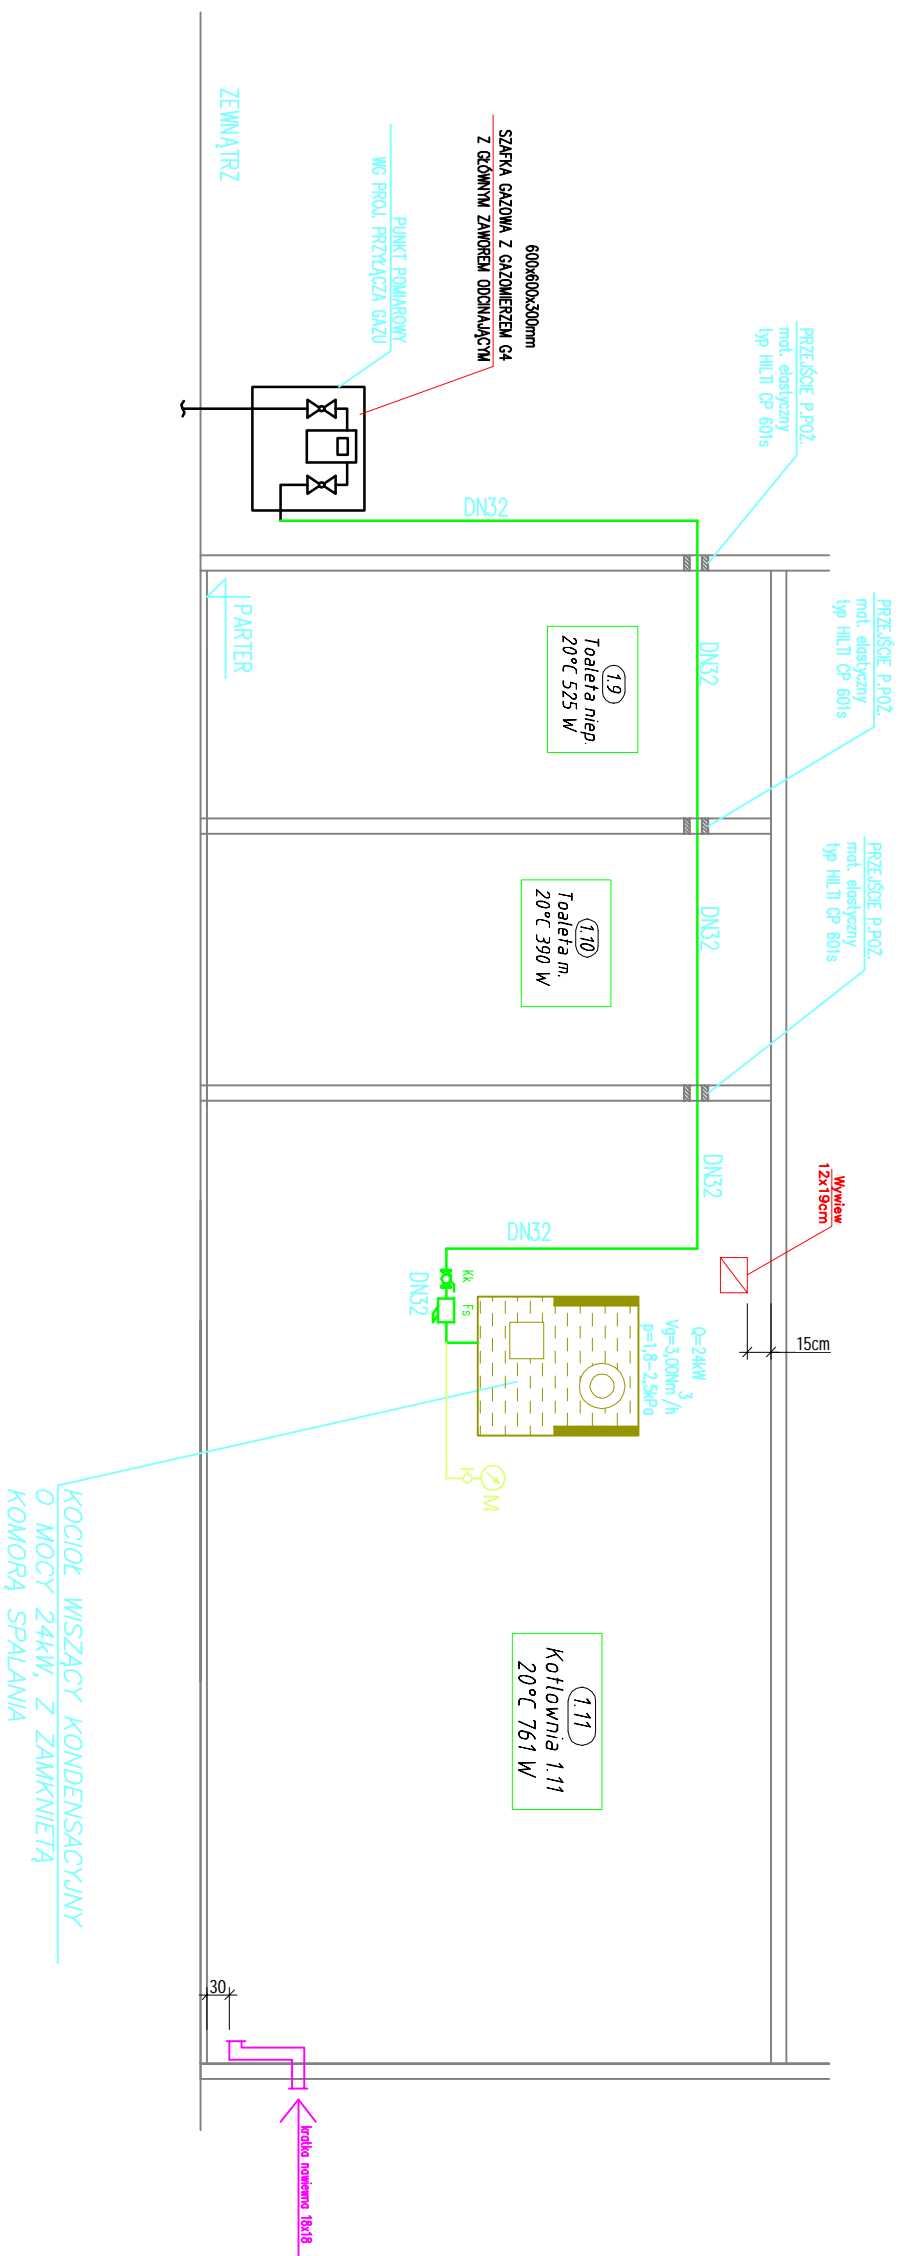 ZEWNĄTRZ
600x600x300mm
SZAFKA GAZOWA Z GAZOMIERZEM G4
Z GŁÓWNYM ZAWOREM ODCINAJĄCYM
PUNKT POMIAROWY
WG PROJ. PRZYŁĄCZA GAZU
PRZEJŚCIE P.POŻ.
mat. elastyczny
typ HILTI CP 601s
DN32
PARTER
DN32
1.9
Toaleta niep.
20°C 525 W
PRZEJŚCIE P.POŻ.
mat. elastyczny
typ HILTI CP 601s
DN32
1.10
Toaleta m.
20°C 390 W
PRZEJŚCIE P.POŻ.
mat. elastyczny
typ HILTI CP 601s
DN32
DN32
Wywiew
12x19cm
15cm
Kk
Fs
DN32
Q=24kW
Vg=3,00Nm3/h
p=1,8-2,5kPa
M
KOCIOŁ WISZĄCY KONDENSACYJNY
O MOCY 24kW, Z ZAMKNIETĄ
KOMORĄ SPALANIA
1.11
Kotłownia 1.11
20°C 761 W
30
kratka nawiewna 18x18